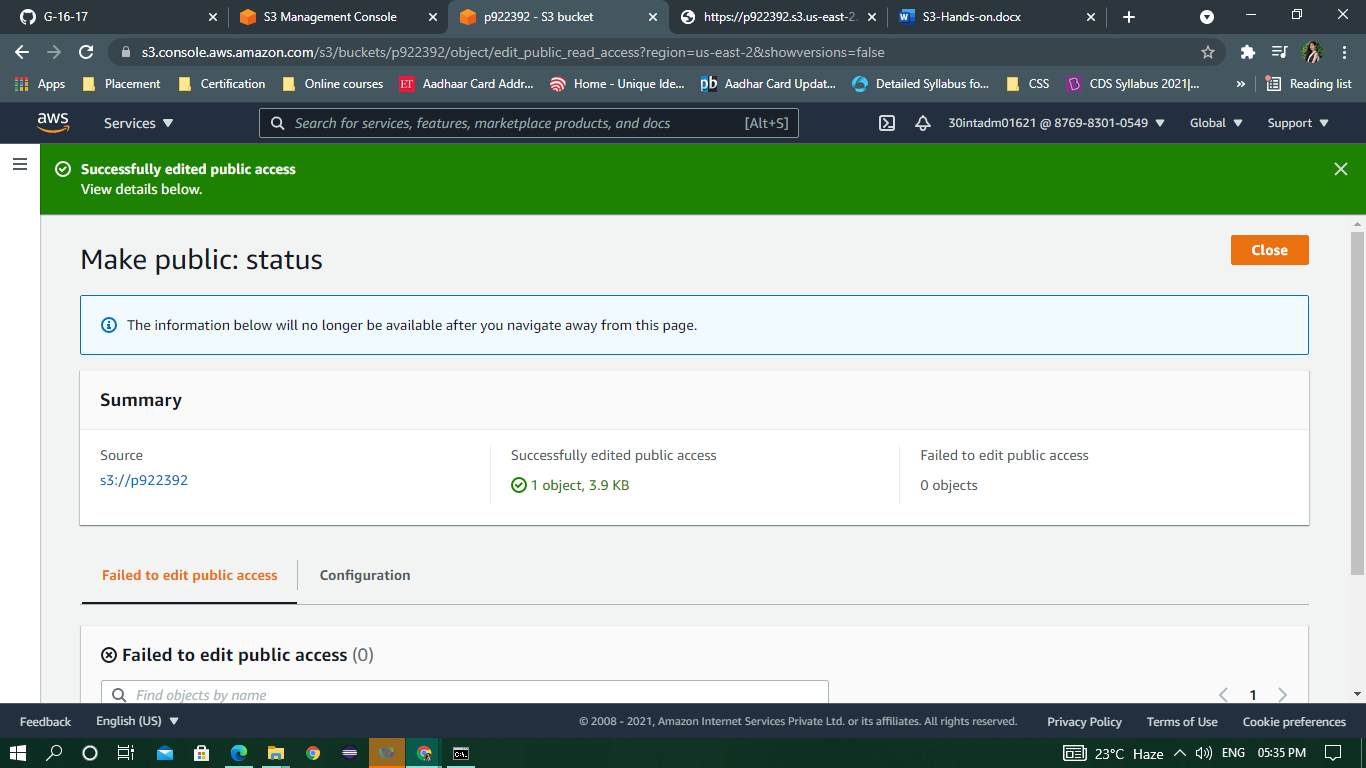 G-16-17
S3 Management Console
p922392 - S3 bucket
https://p922392.s3.us-east-2.
S3-Hands-on.docx
s3.console.aws.amazon.com/s3/buckets/p922392/object/edit_public_read_access?region=us-east-2&showversions=false
Apps
Placement
Certification
Online courses
ET
Aadhaar Card Addr...
Home - Unique Ide...
pb
Aadhar Card Updat...
Detailed Syllabus fo...
CSS
CDS Syllabus 2021|...
»
Reading list
aws
Services
Search for services, features, marketplace products, and docs
[Alt+S]
30intadm01621 @ 8769-8301-0549
Global
Support
Successfully edited public access
View details below.
Make public: status
Close
The information below will no longer be available after you navigate away from this page.
Summary
Source
s3://p922392
Successfully edited public access
1 object, 3.9 KB
Failed to edit public access
0 objects
Failed to edit public access
Configuration
Failed to edit public access (0)
Find objects by name
1
Feedback
English (US)
© 2008 - 2021, Amazon Internet Services Private Ltd. or its affiliates. All rights reserved.
Privacy Policy
Terms of Use
Cookie preferences
23°C Haze
ENG
05:35 PM